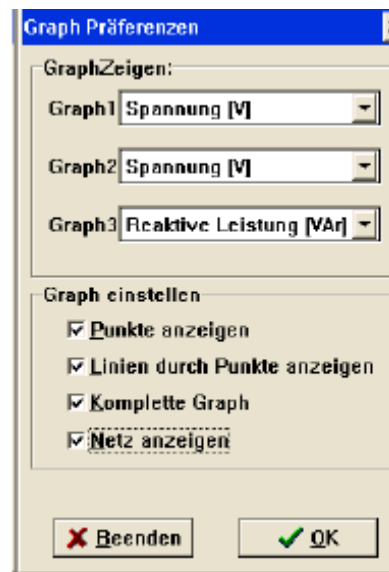 Graph Präferenzen
GraphZeigen:
Graph1 Spannung [V]
Graph2 Spannung [V]
Graph3 Reaktive Leistung [VAr]
Graph einstellen
Punkte anzeigen
Linien durch Punkte anzeigen
Komplette Graph
Netz anzeigen
Beenden OK